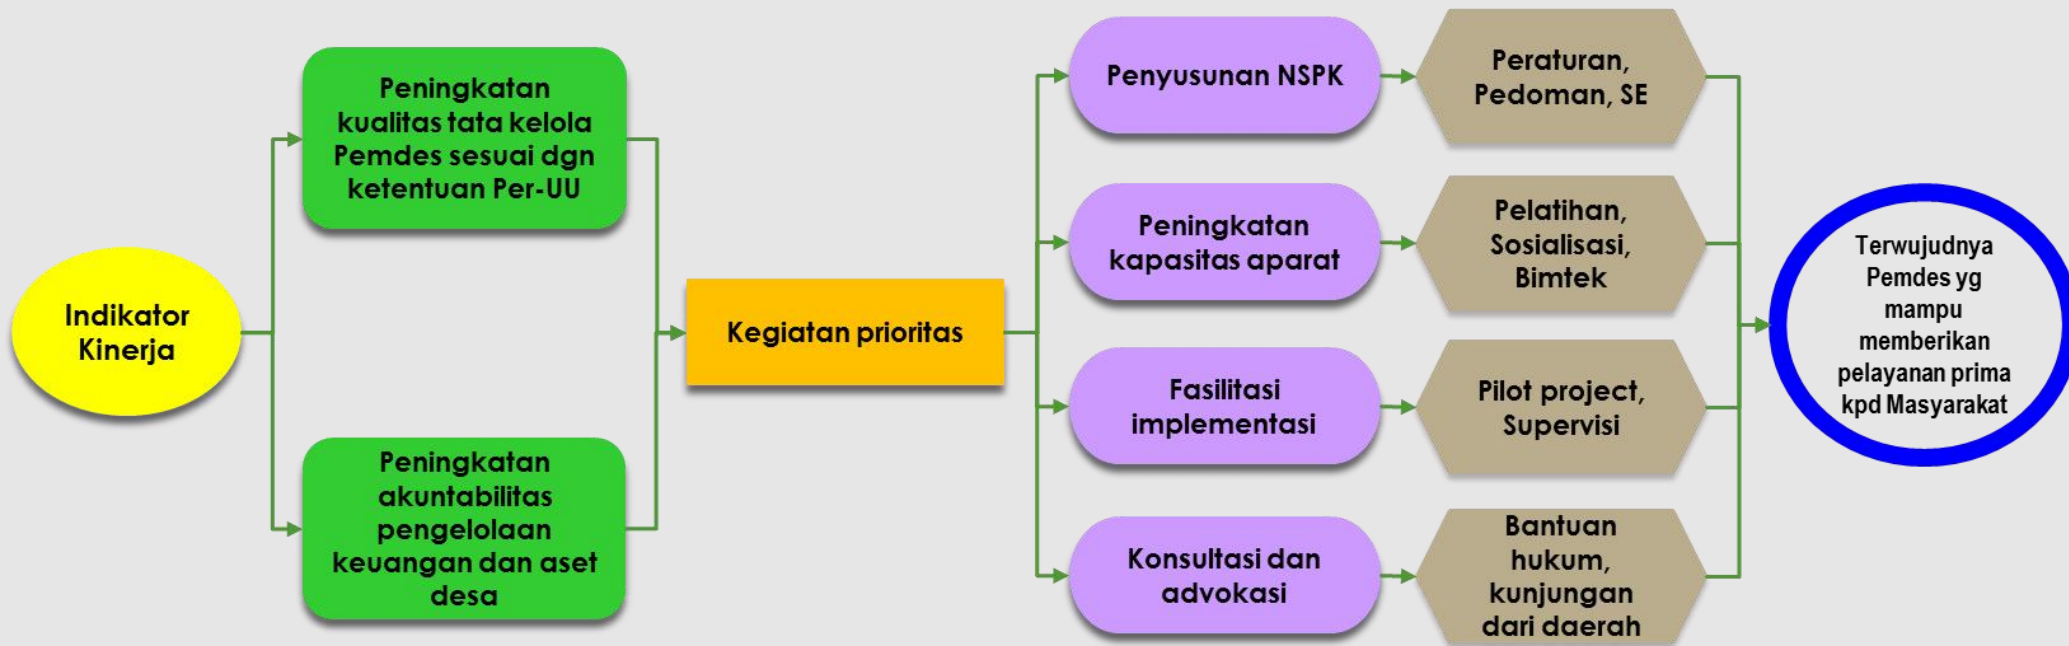 Indikator
Kinerja
Peningkatan
kualitas tata kelola
Pemdes sesuai dgn
ketentuan Per-UU
Peningkatan
akuntabilitas
pengelolaan
keuangan dan aset
desa
Kegiatan prioritas
Penyusunan NSPK
Peraturan,
Pedoman, SE
Peningkatan
kapasitas aparat
Pelatihan,
Sosialisasi,
Bimtek
Fasilitasi
implementasi
Pilot project,
Supervisi
Konsultasi dan
advokasi
Bantuan
hukum,
kunjungan
dari daerah
Terwujudnya
Pemdes yg
mampu
memberikan
pelayanan prima
kpd Masyarakat